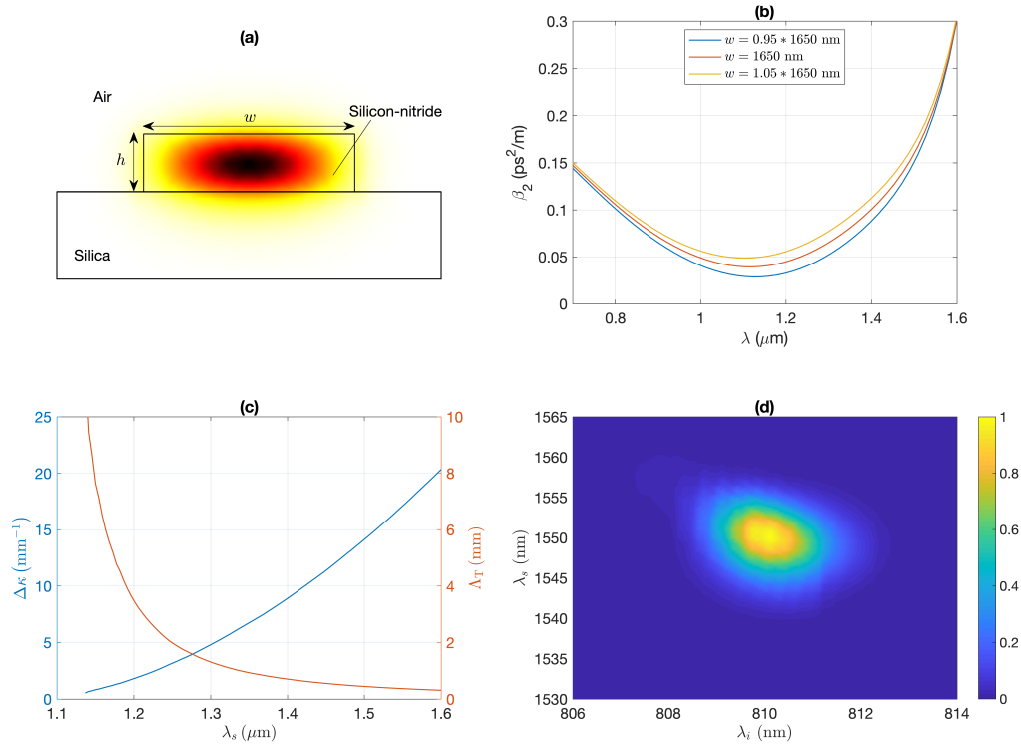 (a)
Air
w
Silicon-nitride
h
Silica
(b)
w = 0.95 * 1650 nm
w = 1650 nm
w = 1.05 * 1650 nm
0.3
0.25
0.2
0.15
0.1
0.05
0
β₂ (ps²/m)
0.8 1 1.2 1.4 1.6
λ (μm)
(c)
25
20
15
10
5
0
Δκ (mm⁻¹)
10
8
6
4
2
0
Λ_T (mm)
1.1 1.2 1.3 1.4 1.5 1.6
λ_s (μm)
(d)
1565
1560
1555
1550
1545
1540
1535
1530
λ_s (nm)
806 808 810 812 814
λ_i (nm)
1
0.8
0.6
0.4
0.2
0